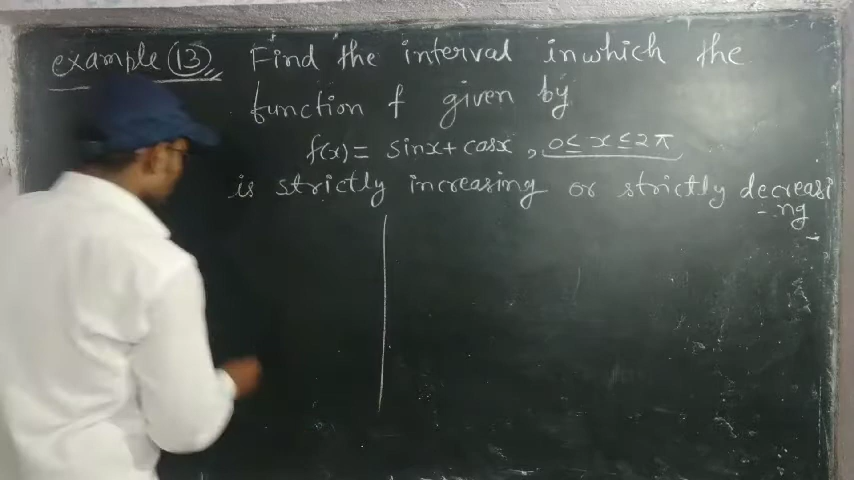 example (13) Find the interval in which the
function f given by
f(x) = sinx + cosx , 0 ≤ x ≤ 2π
is strictly increasing or strictly decreasi
- ng